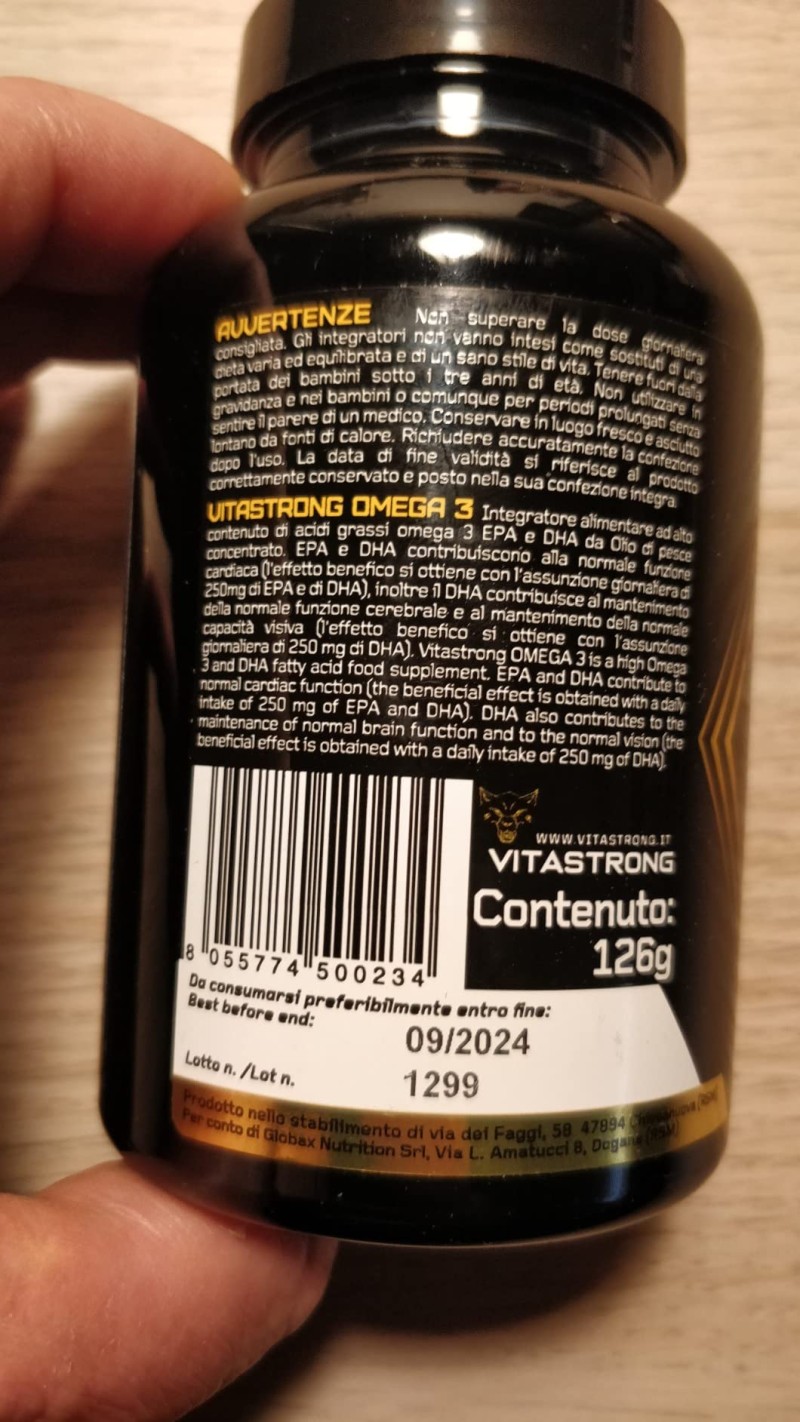 AVVERTENZE Non superare la dose giornaliera
consigliata. Gli integratori non vanno intesi come sostituti di una
dieta varia ed equilibrata e di un sano stile di vita. Tenere fuori dalla
portata dei bambini sotto i tre anni di età. Non utilizzare in
gravidanza e nei bambini o comunque per periodi prolungati senza
sentire il parere di un medico. Conservare in luogo fresco e asciutto
lontano da fonti di calore. Richiudere accuratamente la confezione
dopo l'uso. La data di fine validità si riferisce al prodotto
correttamente conservato e posto nella sua confezione integra.
VITASTRONG OMEGA 3 Integratore alimentare ad alto
contenuto di acidi grassi omega 3 EPA e DHA da Olio di pesce
concentrato. EPA e DHA contribuiscono alla normale funzione
cardiaca (l'effetto benefico si ottiene con l'assunzione giornaliera di
250mg di EPA e di DHA), inoltre il DHA contribuisce al mantenimento
della normale funzione cerebrale e al mantenimento della normale
capacità visiva (l'effetto benefico si ottiene con l'assunzione
giornaliera di 250 mg di DHA). Vitastrong OMEGA 3 is a high Omega
3 and DHA fatty acid food supplement. EPA and DHA contribute to
normal cardiac function (the beneficial effect is obtained with a daily
intake of 250 mg of EPA and DHA). DHA also contributes to the
maintenance of normal brain function and to the normal vision (the
beneficial effect is obtained with a daily intake of 250 mg of DHA).
WWW.VITASTRONG.IT
VITASTRONG
Contenuto:
126g
8 055774 500234
Da consumarsi preferibilmente entro fine:
Best before end:
09/2024
Lotto n. /Lot n.
1299
Prodotto nello stabilimento di via dei Faggi, 58 47894 (RSM)
Per conto di Globax Nutrition Srl, Via L. Amatucci 8, Dogana (RSM)